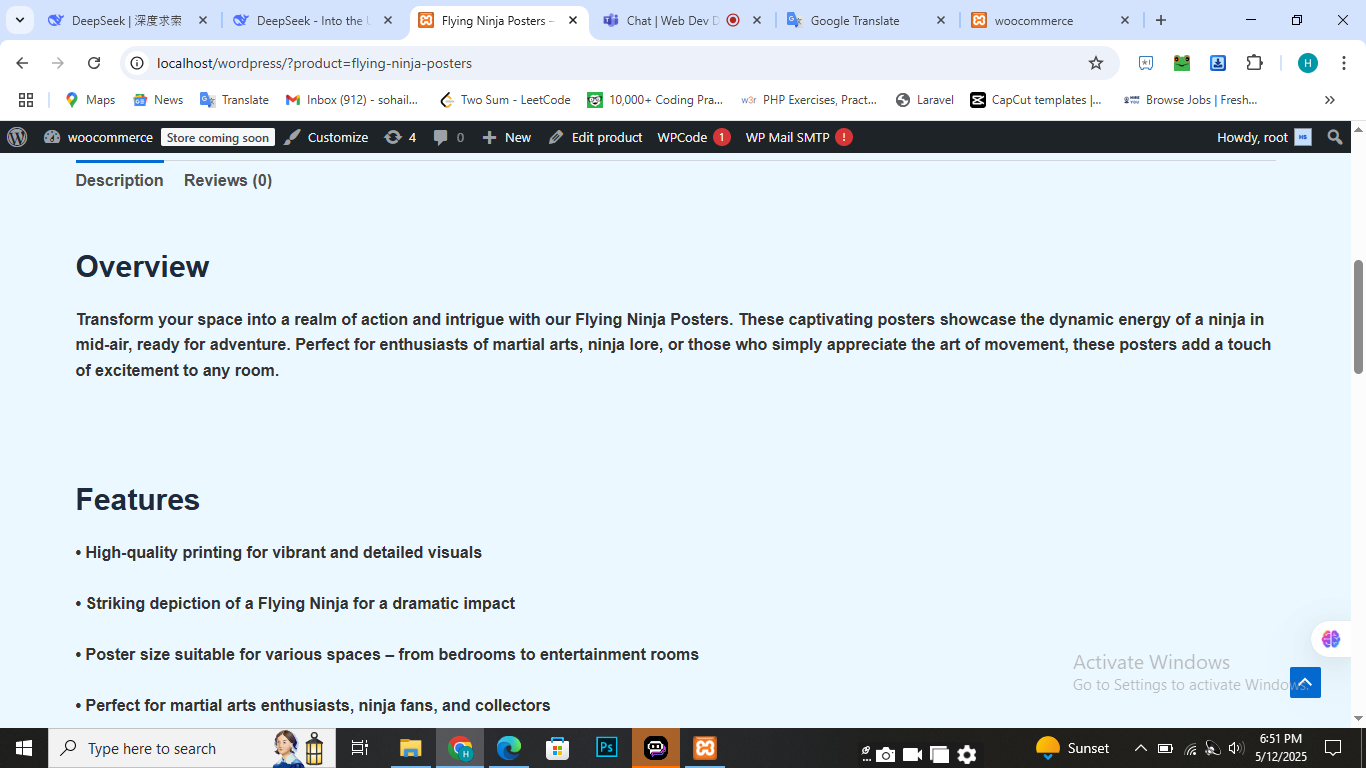 DeepSeek | 深度求索
DeepSeek - Into the U
Flying Ninja Posters –
Chat | Web Dev D
Google Translate
woocommerce
localhost/wordpress/?product=flying-ninja-posters
H
Maps
News
Translate
Inbox (912) - sohail...
Two Sum - LeetCode
10,000+ Coding Pra...
w3r PHP Exercises, Pract...
Laravel
CapCut templates |...
Browse Jobs | Fresh...
woocommerce
Store coming soon
Customize
4
0
New
Edit product
WPCode 1
WP Mail SMTP !
Howdy, root
Description
Reviews (0)
Overview
Transform your space into a realm of action and intrigue with our Flying Ninja Posters. These captivating posters showcase the dynamic energy of a ninja in
mid-air, ready for adventure. Perfect for enthusiasts of martial arts, ninja lore, or those who simply appreciate the art of movement, these posters add a touch
of excitement to any room.
Features
• High-quality printing for vibrant and detailed visuals
• Striking depiction of a Flying Ninja for a dramatic impact
• Poster size suitable for various spaces – from bedrooms to entertainment rooms
• Perfect for martial arts enthusiasts, ninja fans, and collectors
Activate Windows
Go to Settings to activate Windows.
Type here to search
Ps
Sunset
6:51 PM
5/12/2025